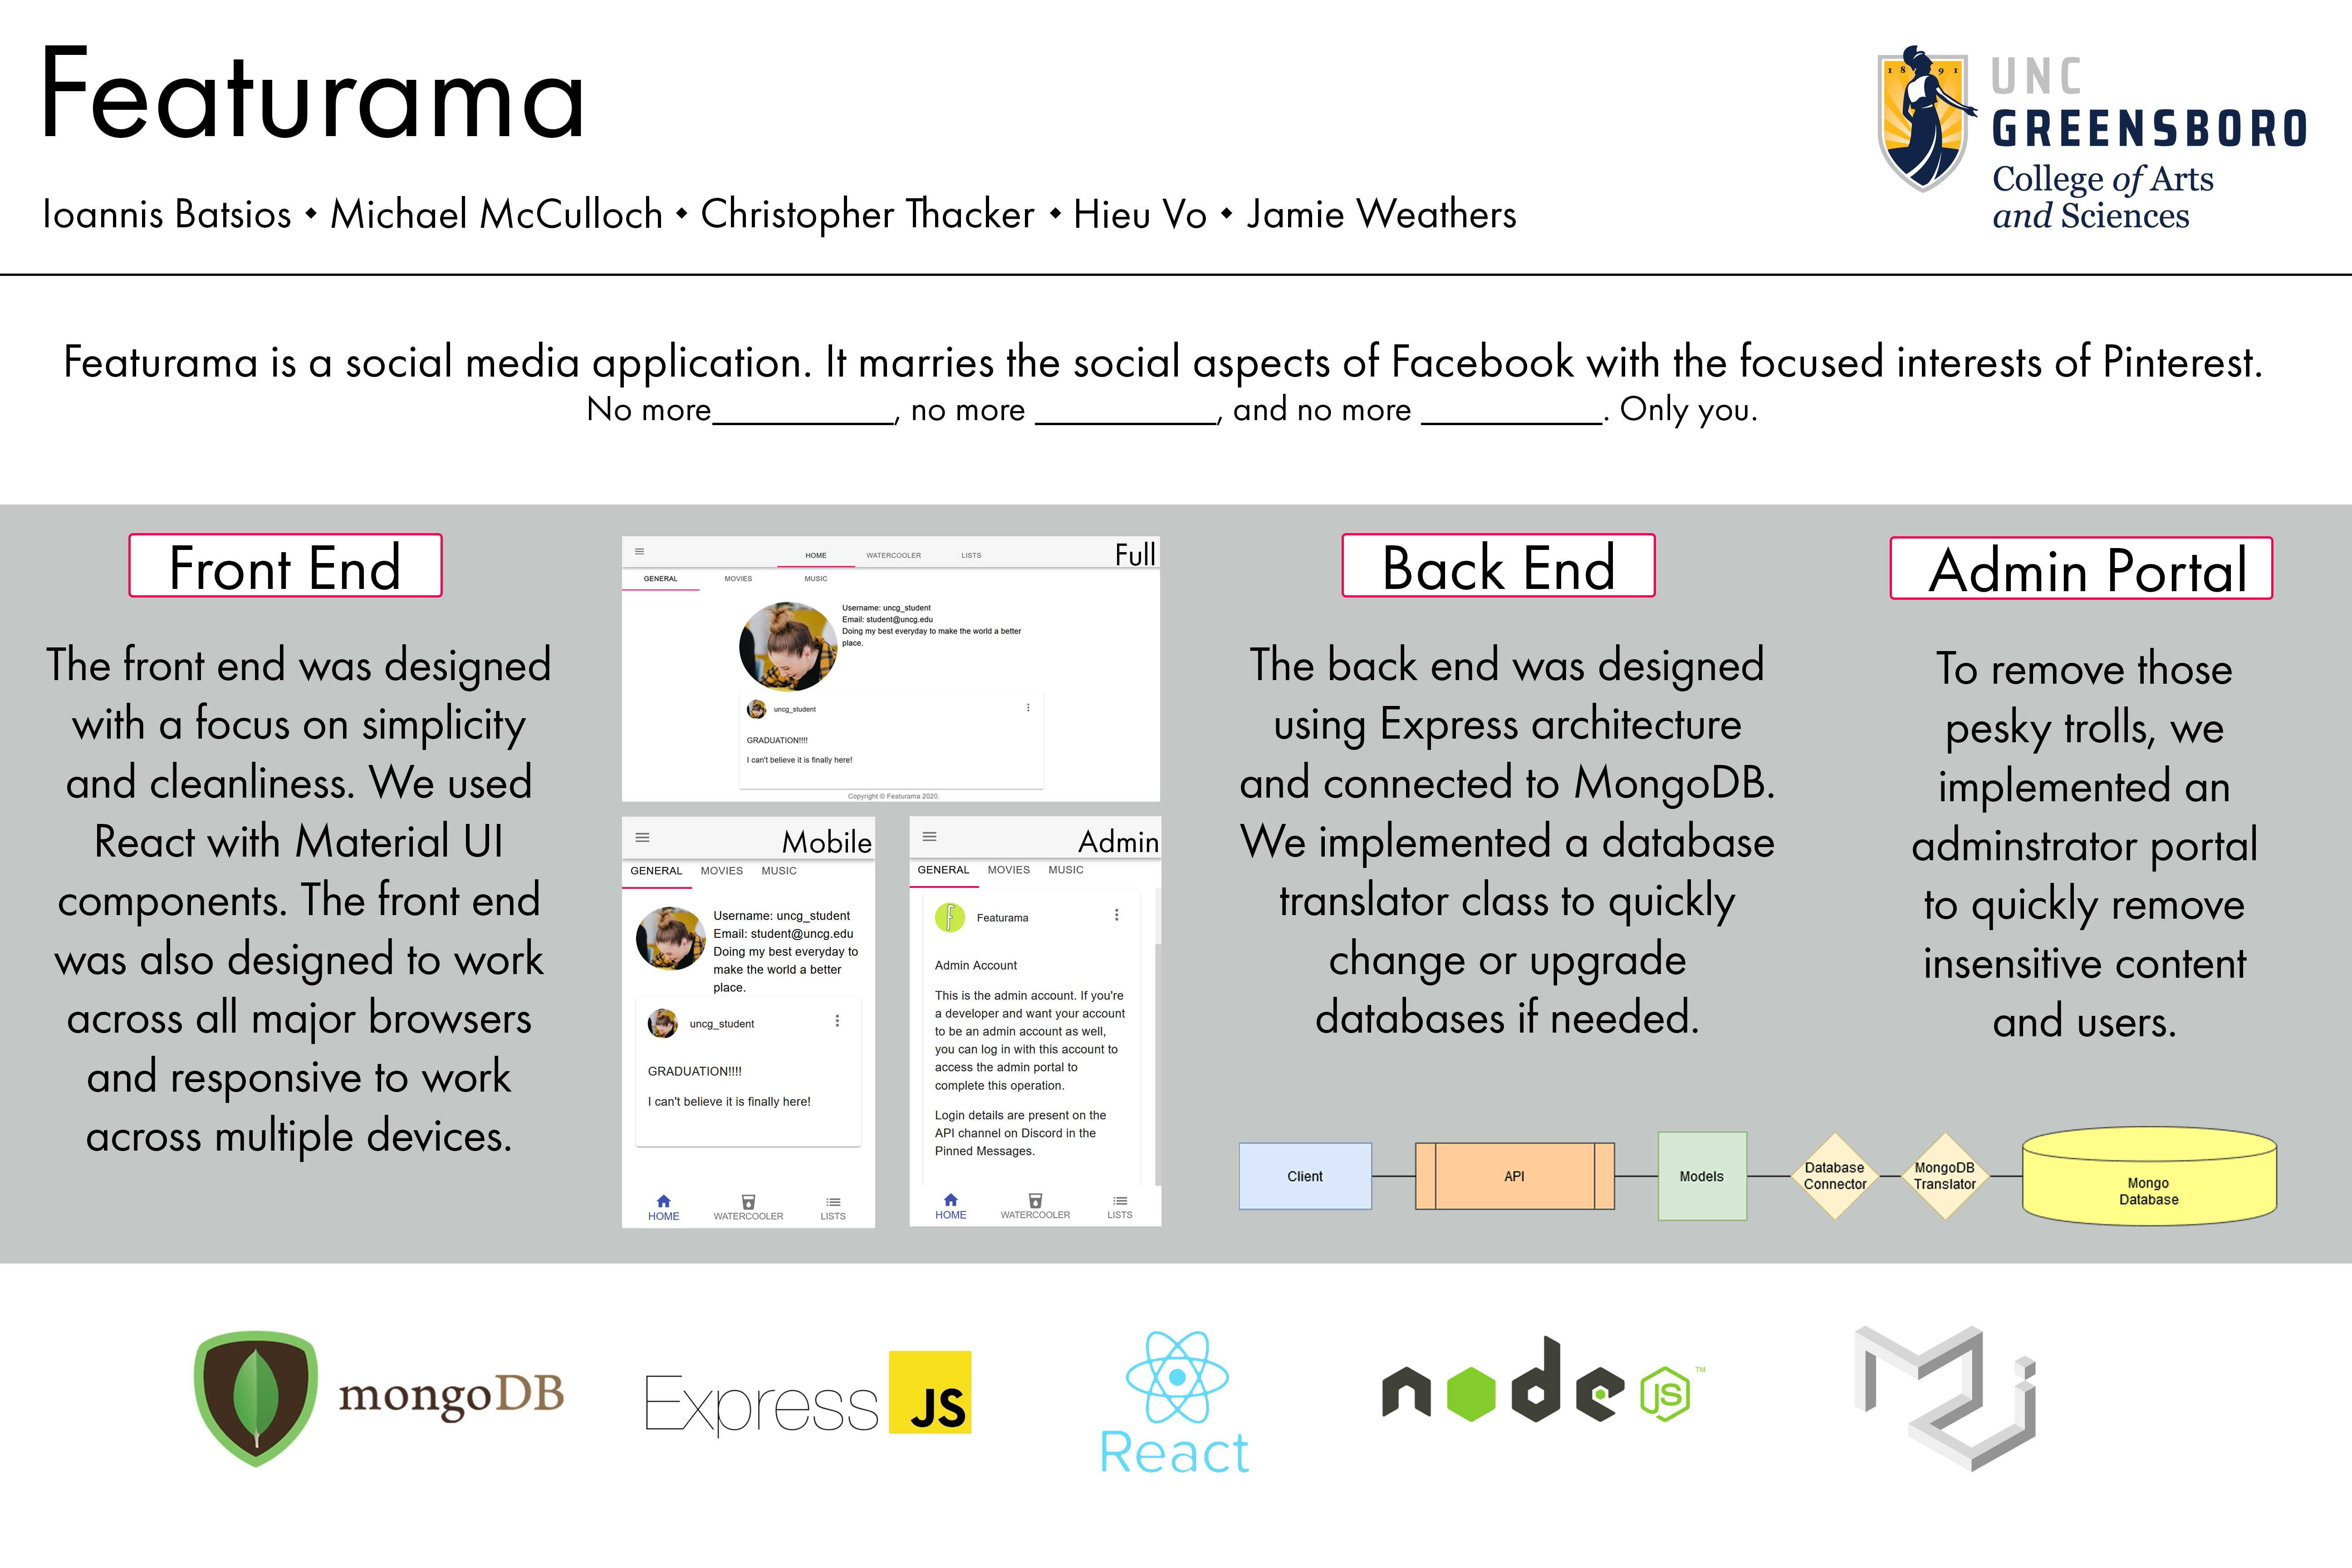 Featurama
Ioannis Batsios • Michael McCulloch • Christopher Thacker • Hieu Vo • Jamie Weathers
1891
UNC
GREENSBORO
College of Arts
and Sciences
Featurama is a social media application. It marries the social aspects of Facebook with the focused interests of Pinterest.
No more__________, no more __________, and no more __________. Only you.
Front End
The front end was designed
with a focus on simplicity
and cleanliness. We used
React with Material UI
components. The front end
was also designed to work
across all major browsers
and responsive to work
across multiple devices.
HOME WATERCOOLER LISTS Full
GENERAL MOVIES MUSIC
Username: uncg_student
Email: student@uncg.edu
Doing my best everyday to make the world a better
place.
uncg_student
GRADUATION!!!!
I can't believe it is finally here!
Copyright © Featurama 2020.
Mobile
GENERAL MOVIES MUSIC
Username: uncg_student
Email: student@uncg.edu
Doing my best everyday to
make the world a better
place.
uncg_student
GRADUATION!!!!
I can't believe it is finally here!
HOME WATERCOOLER LISTS
Admin
GENERAL MOVIES MUSIC
F Featurama
Admin Account
This is the admin account. If you're
a developer and want your account
to be an admin account as well,
you can log in with this account to
access the admin portal to
complete this operation.
Login details are present on the
API channel on Discord in the
Pinned Messages.
HOME WATERCOOLER LISTS
Back End
The back end was designed
using Express architecture
and connected to MongoDB.
We implemented a database
translator class to quickly
change or upgrade
databases if needed.
Admin Portal
To remove those
pesky trolls, we
implemented an
adminstrator portal
to quickly remove
insensitive content
and users.
Client
API
Models
Database
Connector
MongoDB
Translator
Mongo
Database
mongoDB
Express JS
React
node JS TM